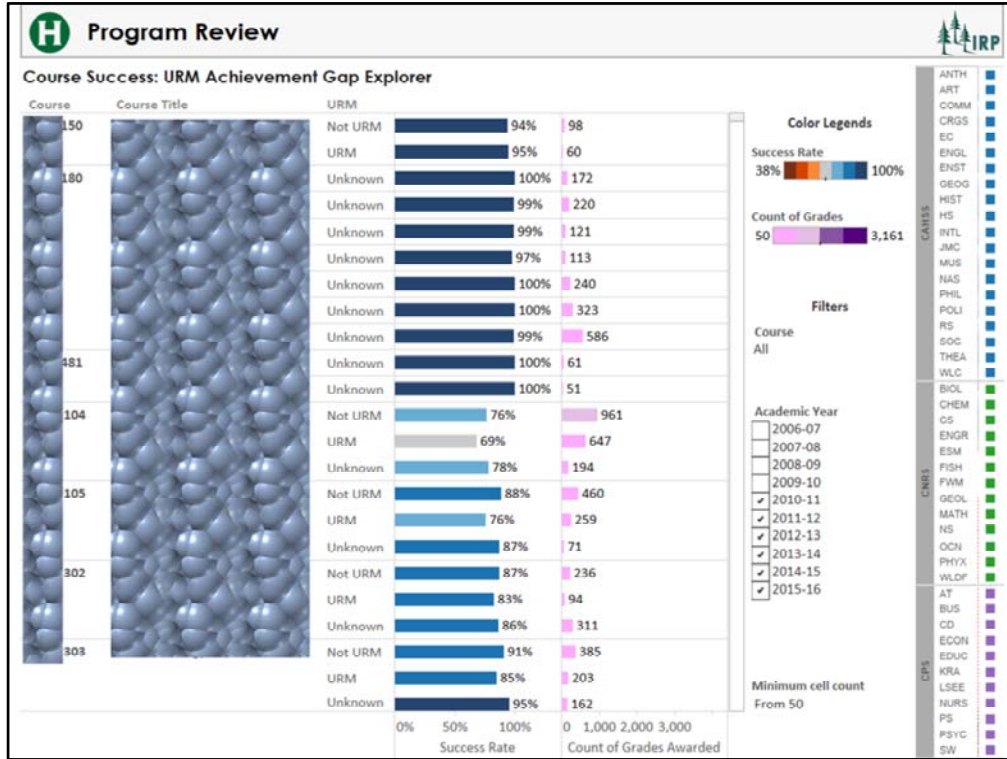 H Program Review
IRP
Course Success: URM Achievement Gap Explorer
Course Course Title URM
150 Not URM 94% 98
URM 95% 60
180 Unknown 100% 172
Unknown 99% 220
Unknown 99% 121
Unknown 97% 113
Unknown 100% 240
Unknown 100% 323
Unknown 99% 586
481 Unknown 100% 61
Unknown 100% 51
104 Not URM 76% 961
URM 69% 647
Unknown 78% 194
105 Not URM 88% 460
URM 76% 259
Unknown 87% 71
302 Not URM 87% 236
URM 83% 94
Unknown 86% 311
303 Not URM 91% 385
URM 85% 203
Unknown 95% 162
0% 50% 100% 0 1,000 2,000 3,000
Success Rate Count of Grades Awarded
Color Legends
Success Rate
38% 100%
Count of Grades
50 3,161
Filters
Course
All
Academic Year
2006-07
2007-08
2008-09
2009-10
2010-11
2011-12
2012-13
2013-14
2014-15
2015-16
Minimum cell count
From 50
CAHSS
ANTH
ART
COMM
CRGS
EC
ENGL
ENST
GEOG
HIST
HS
INTL
JMC
MUS
NAS
PHIL
POLI
RS
SOC
THEA
WLC
CNRS
BIOL
CHEM
CS
ENGR
ESM
FISH
FWM
GEOL
MATH
NS
OCN
PHYX
WLDF
CPS
AT
BUS
CD
ECON
EDUC
KRA
LSEE
NURS
PS
PSYC
SW